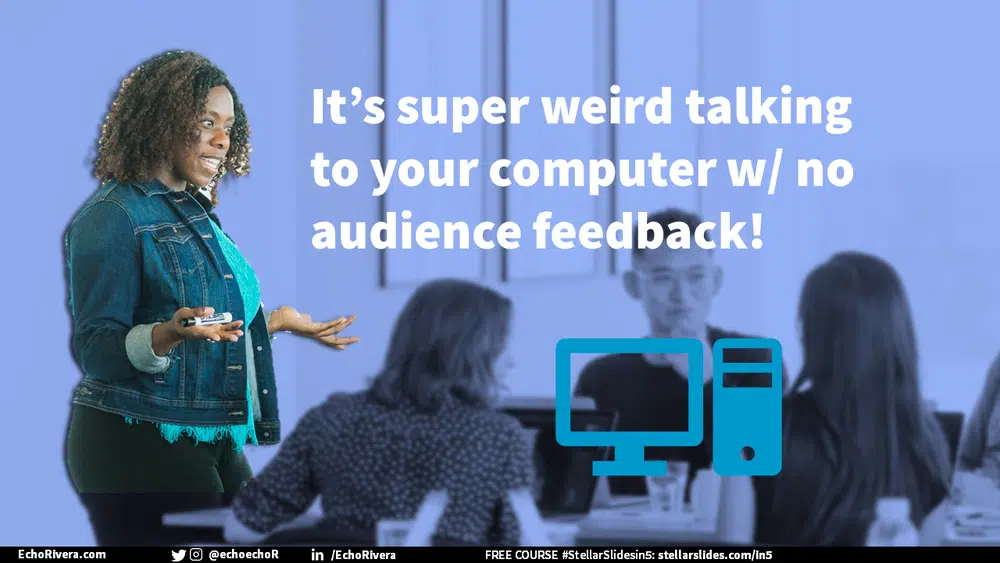 It's super weird talking
to your computer w/ no
audience feedback!
EchoRivera.com @echoechoR /EchoRivera FREE COURSE #StellarSlidesin5: stellarslides.com/in5